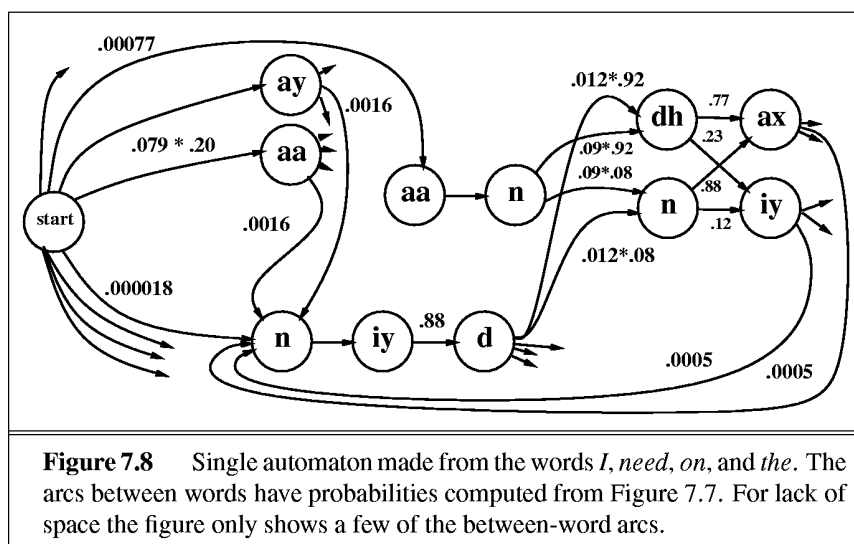 .00077
ay
.0016
.012*.92
dh
.77
ax
.079 * .20
aa
.23
.09*.92
.09*.08
aa
n
n
.88
iy
start
.0016
.12
.012*.08
.000018
n
iy
.88
d
.0005
.0005
Figure 7.8 Single automaton made from the words I, need, on, and the. The
arcs between words have probabilities computed from Figure 7.7. For lack of
space the figure only shows a few of the between-word arcs.